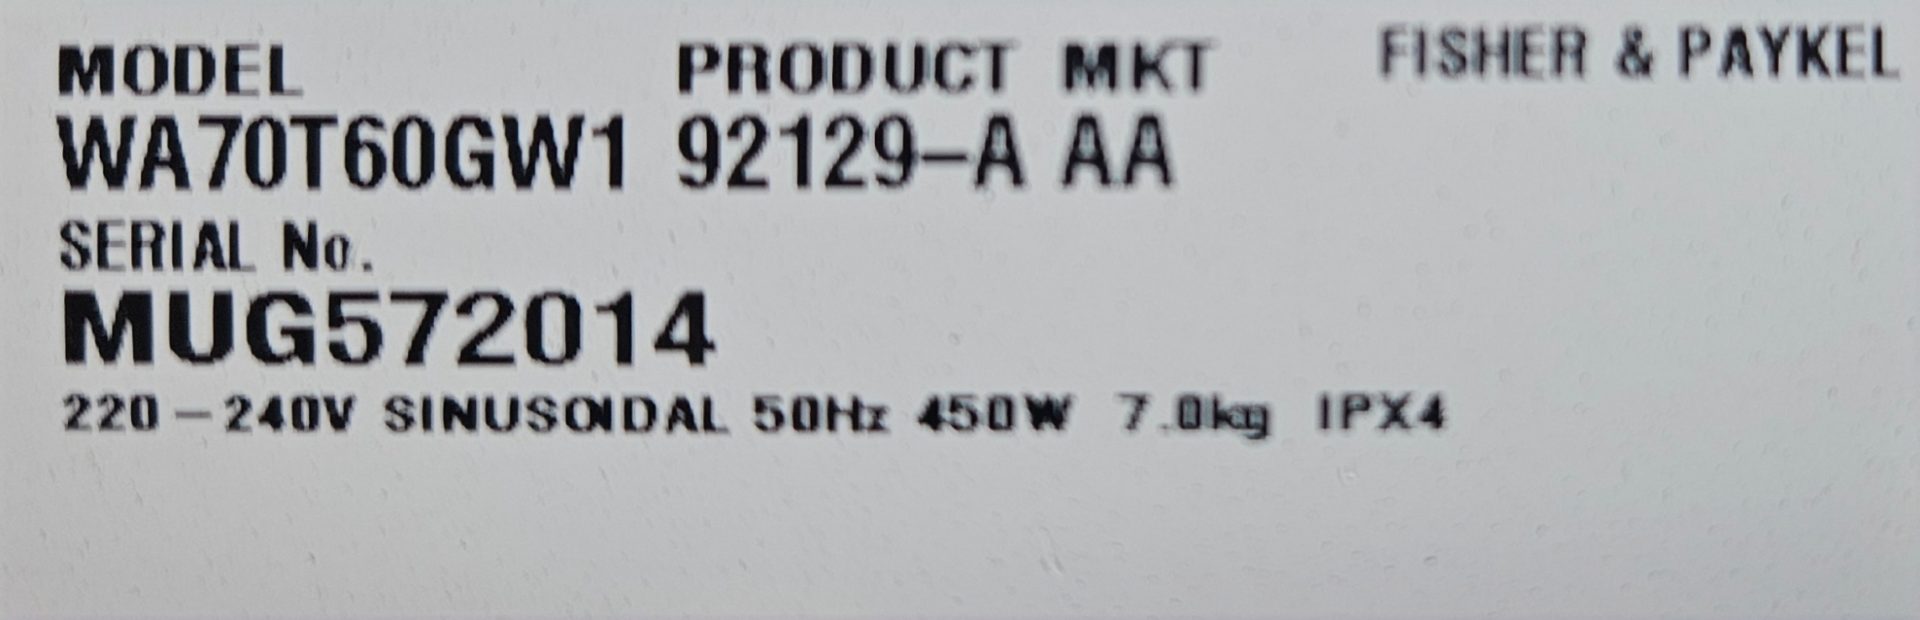 MODEL PRODUCT MKT FISHER & PAYKEL
WA70T60GW1 92129-A AA
SERIAL No.
MUG572014
220-240V SINUSOIDAL 50Hz 450W 7.0kg IPX4